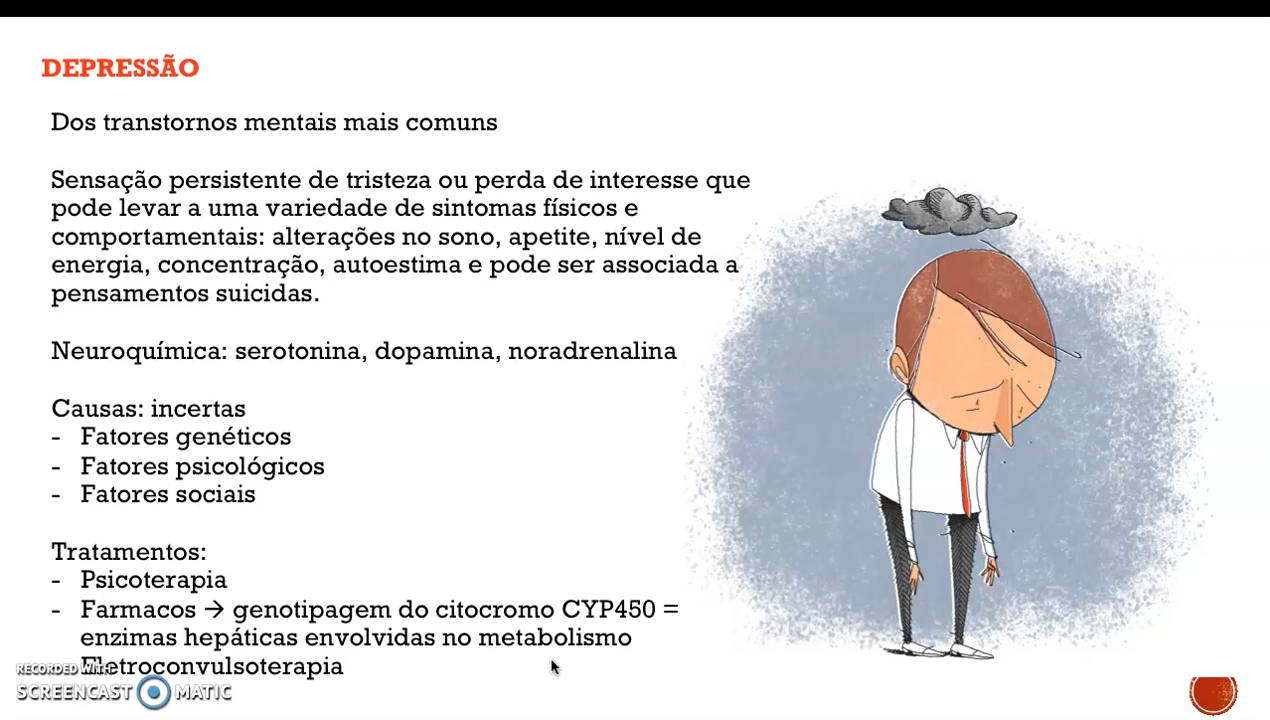 DEPRESSÃO
Dos transtornos mentais mais comuns
Sensação persistente de tristeza ou perda de interesse que
pode levar a uma variedade de sintomas físicos e
comportamentais: alterações no sono, apetite, nível de
energia, concentração, autoestima e pode ser associada a
pensamentos suicidas.
Neuroquímica: serotonina, dopamina, noradrenalina
Causas: incertas
- Fatores genéticos
- Fatores psicológicos
- Fatores sociais
Tratamentos:
- Psicoterapia
- Farmacos → genotipagem do citocromo CYP450 =
enzimas hepáticas envolvidas no metabolismo
Eletroconvulsoterapia
RECORDED WITH
SCREENCAST MATIC